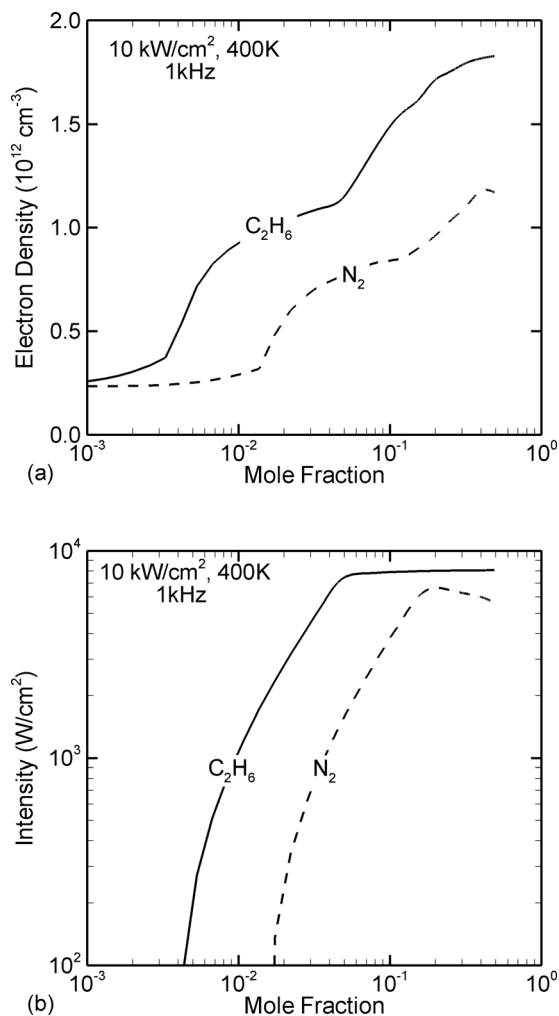 2.0
10 kW/cm², 400K
1kHz
1.5
C₂H₆
1.0
N₂
0.5
0.0
10⁻³ 10⁻² 10⁻¹ 10⁰
Electron Density (10¹² cm⁻³)
Mole Fraction
(a)
10⁴
10 kW/cm², 400K
1kHz
10³
C₂H₆ N₂
10²
10⁻³ 10⁻² 10⁻¹ 10⁰
Intensity (W/cm²)
Mole Fraction
(b)